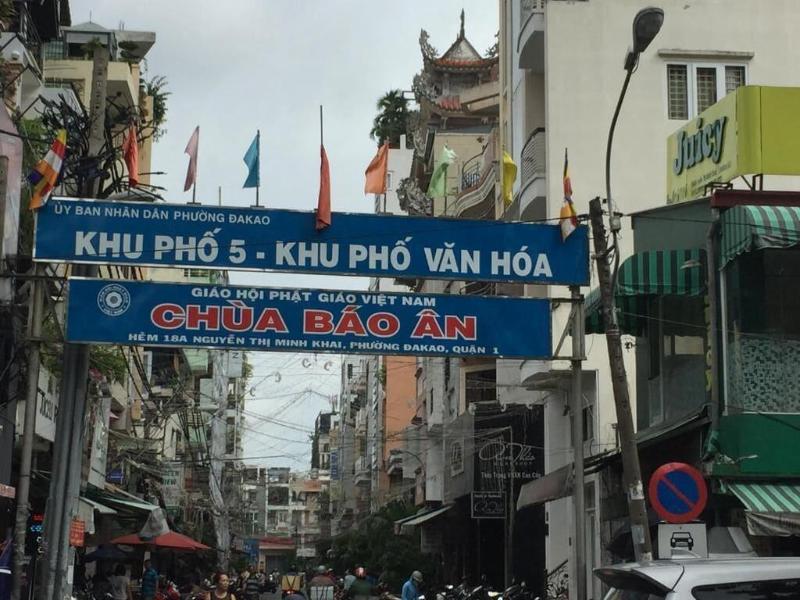 ỦY BAN NHÂN DÂN PHƯỜNG ĐAKAO
KHU PHỐ 5 - KHU PHỐ VĂN HÓA
GIÁO HỘI PHẬT GIÁO VIỆT NAM
CHÙA BÁO ÂN
HẺM 18A NGUYỄN THỊ MINH KHAI, PHƯỜNG ĐAKAO, QUẬN 1
Juicy